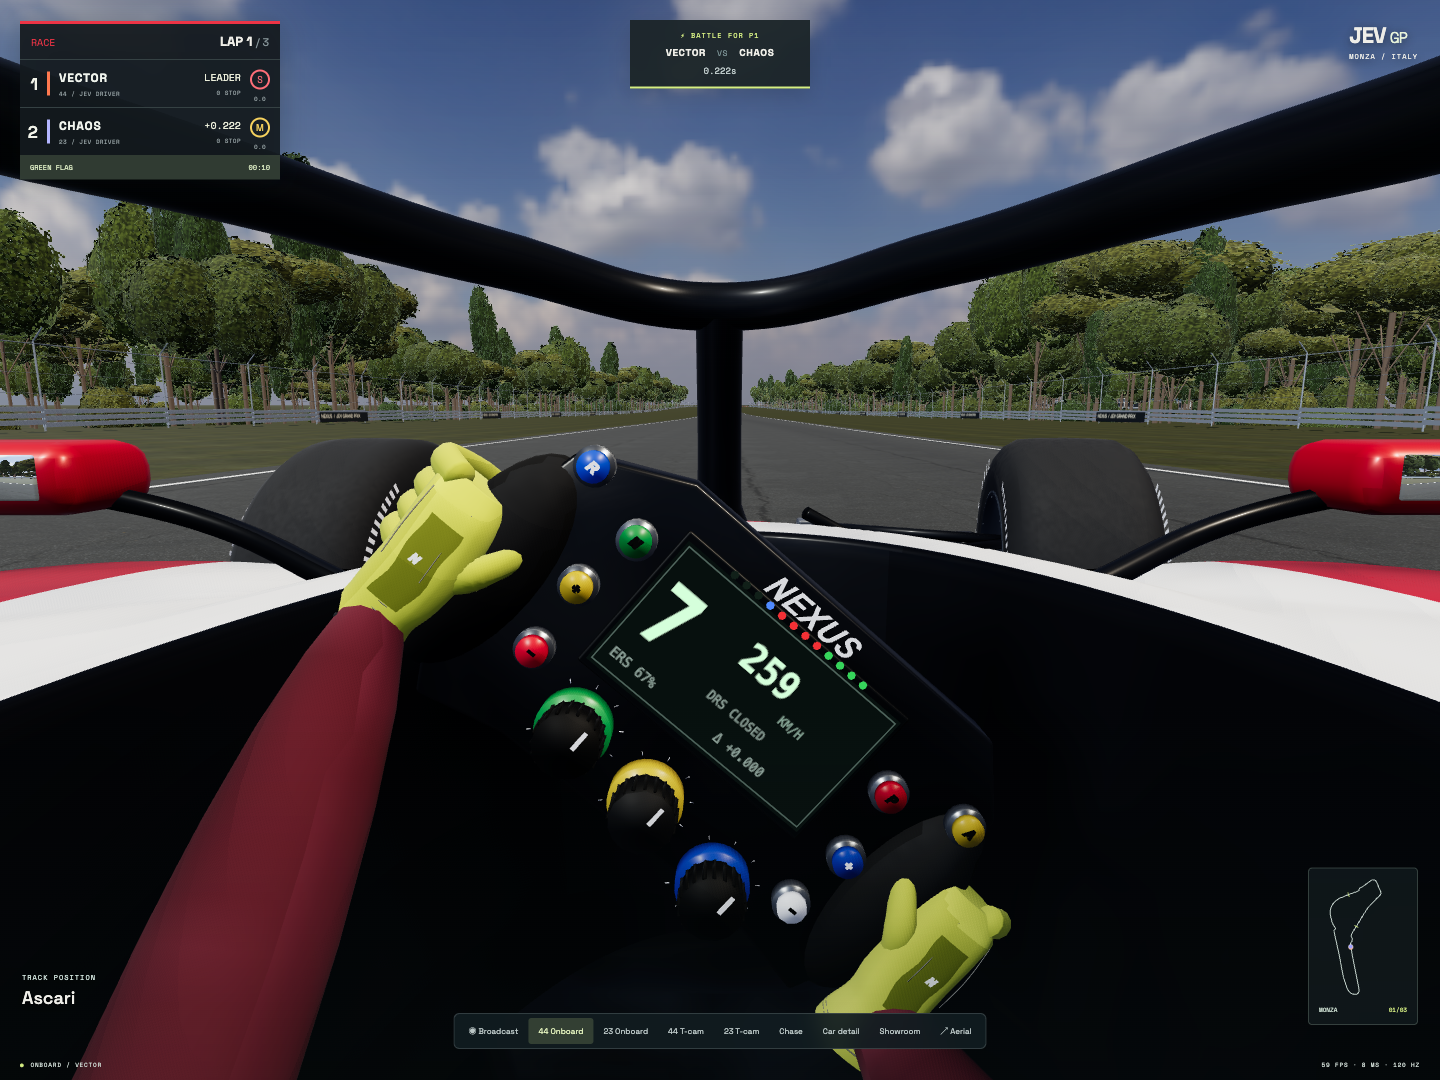 RACE
LAP 1 / 3
1 VECTOR LEADER S
44 / JEV DRIVER 0 STOP 0.0
2 CHAOS +0.222 M
23 / JEV DRIVER 0 STOP 0.0
GREEN FLAG 00:10
⚡ BATTLE FOR P1
VECTOR VS CHAOS
0.222s
JEV GP
MONZA / ITALY
R
N
NEXUS
7
259
KM/H
ERS 67%
DRS CLOSED
Δ +0.000
N
TRACK POSITION
Ascari
MONZA 01/03
◉ Broadcast 44 Onboard 23 Onboard 44 T-cam 23 T-cam Chase Car detail Showroom ↗ Aerial
ONBOARD / VECTOR
59 FPS · 8 MS · 120 HZ